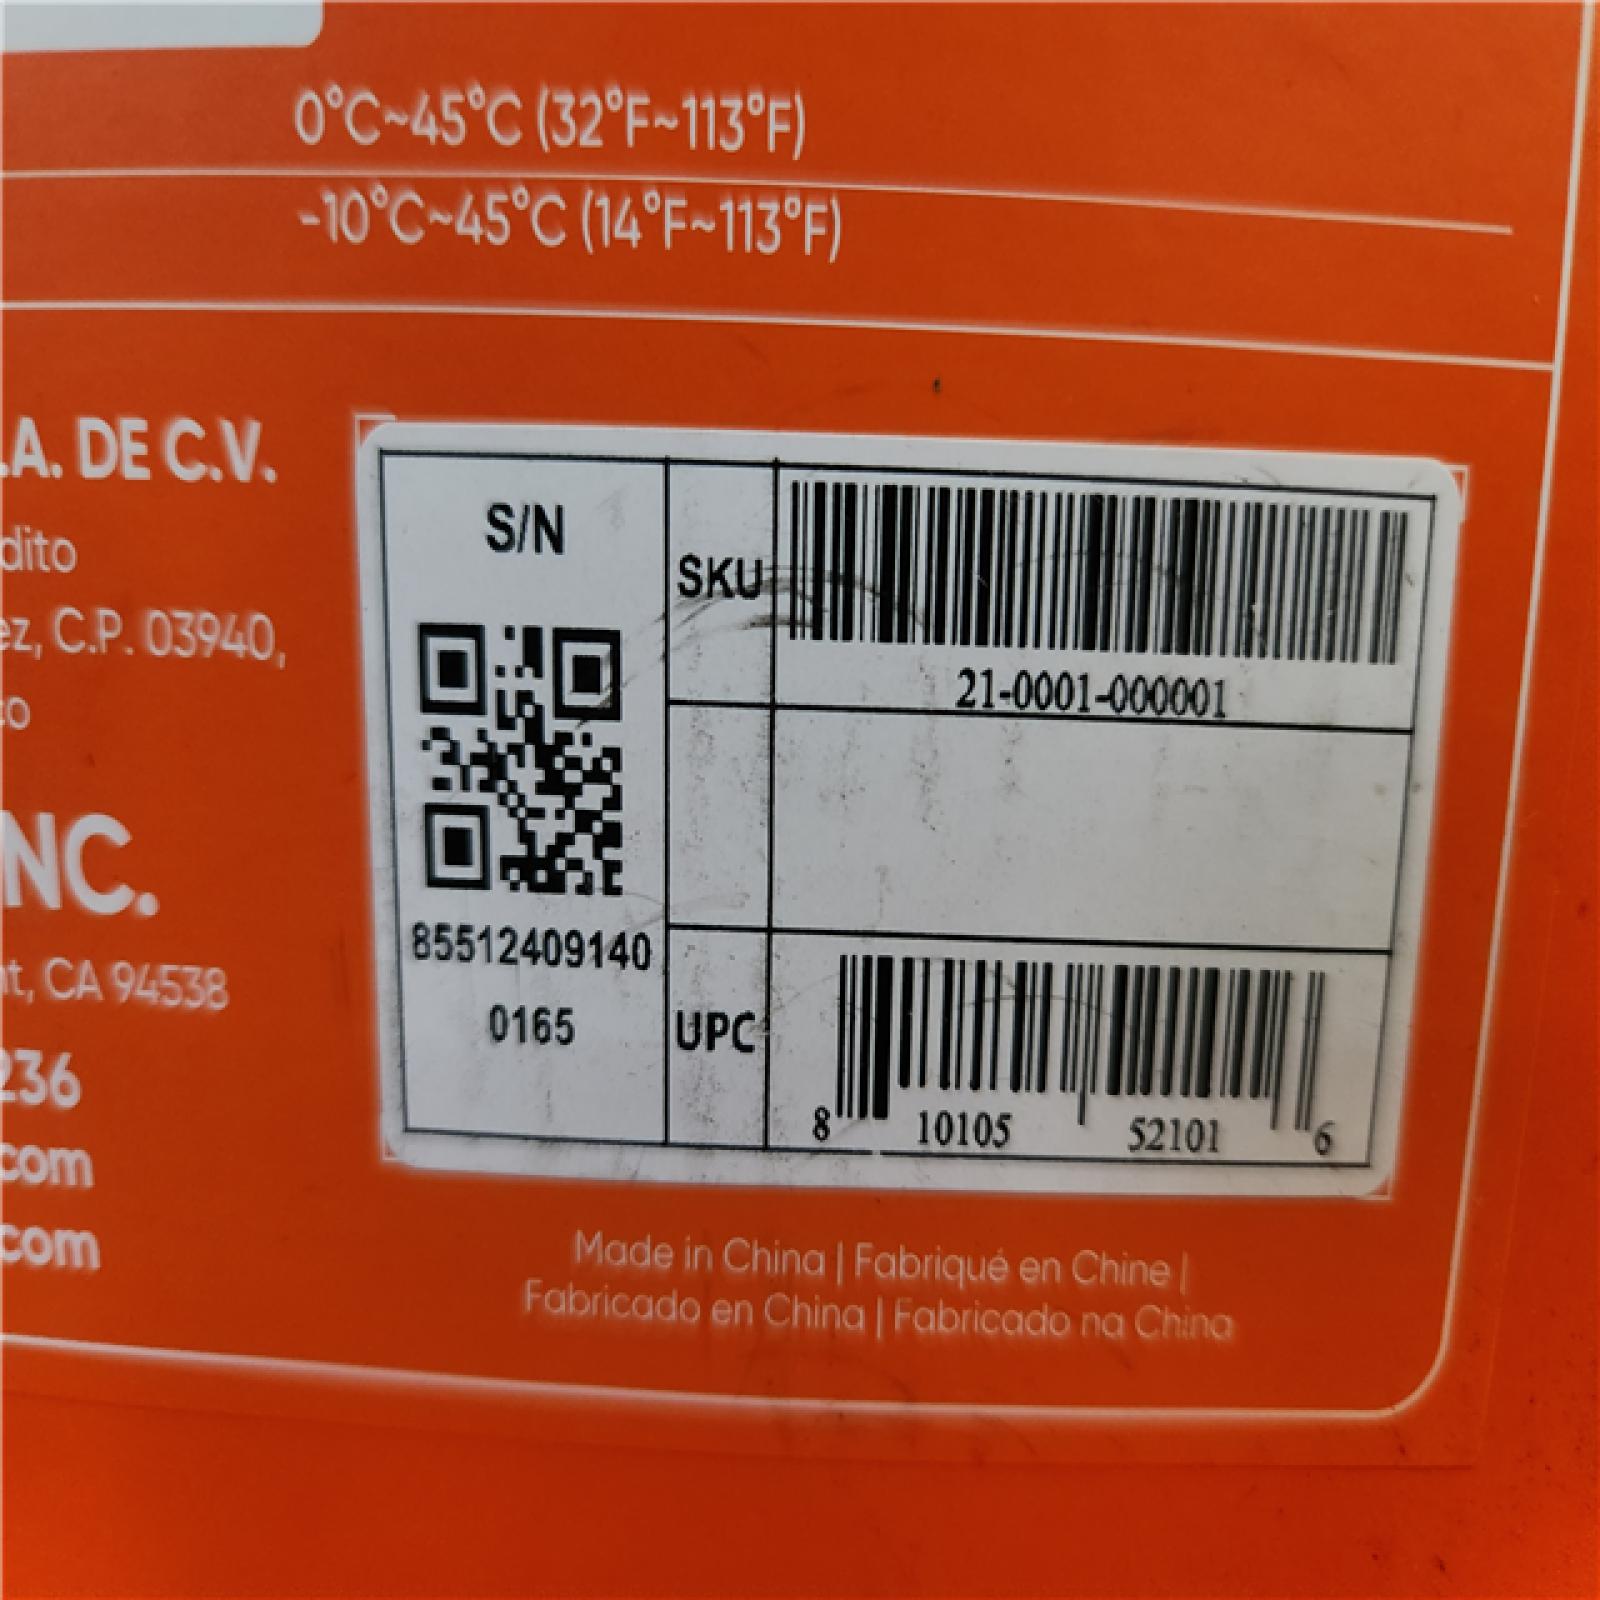 0°C~45°C (32°F~113°F)
-10°C~45°C (14°F~113°F)
.A. DE C.V.
dito
ez, C.P. 03940,
co
NC.
nt, CA 94538
236
com
com
S/N
85512409140
0165
SKU
21-0001-000001
UPC
8 10105 52101 6
Made in China | Fabriqué en Chine |
Fabricado en China | Fabricado na China